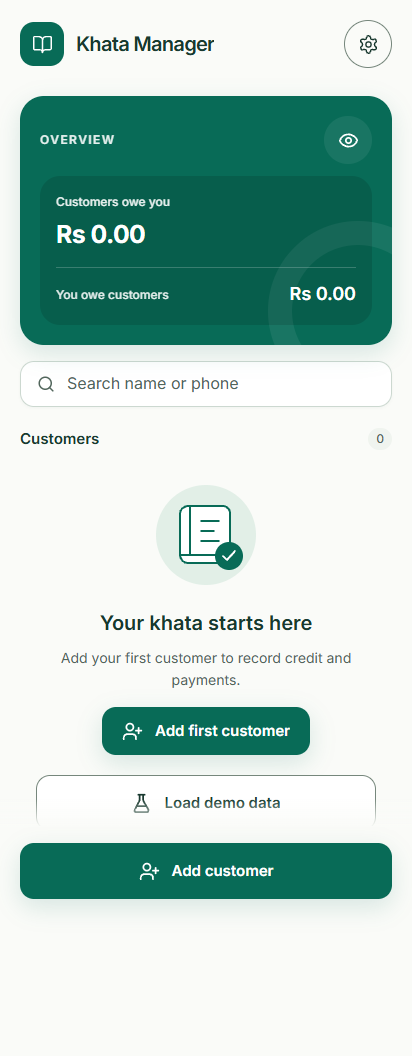 Khata Manager
OVERVIEW
Customers owe you
Rs 0.00
You owe customers
Rs 0.00
Search name or phone
Customers
0
Your khata starts here
Add your first customer to record credit and
payments.
Add first customer
Load demo data
Add customer